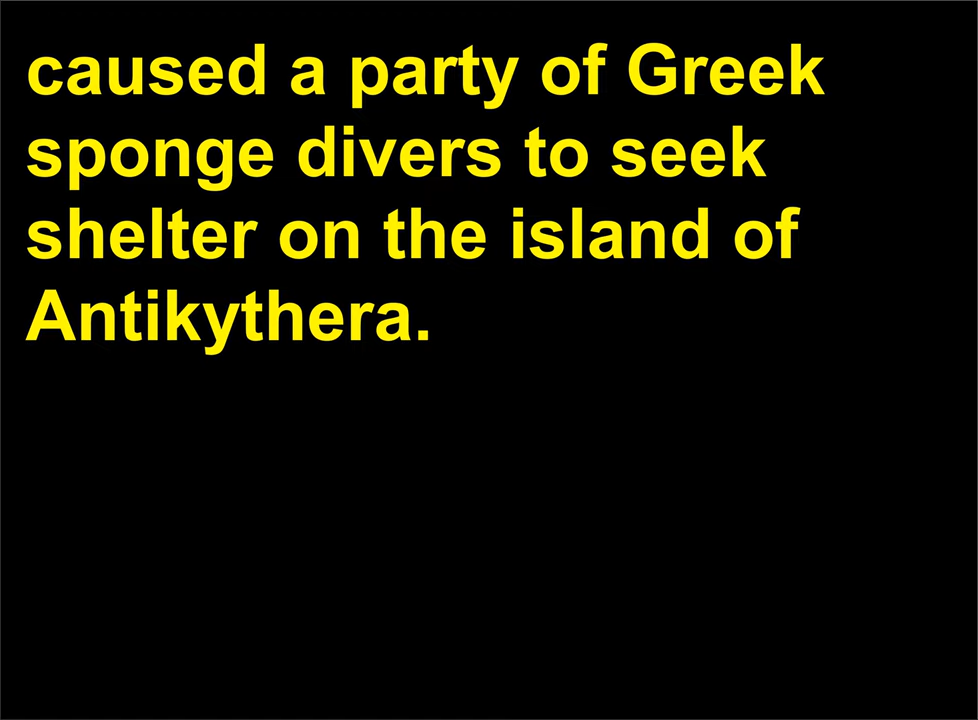 caused a party of Greek
sponge divers to seek
shelter on the island of
Antikythera.